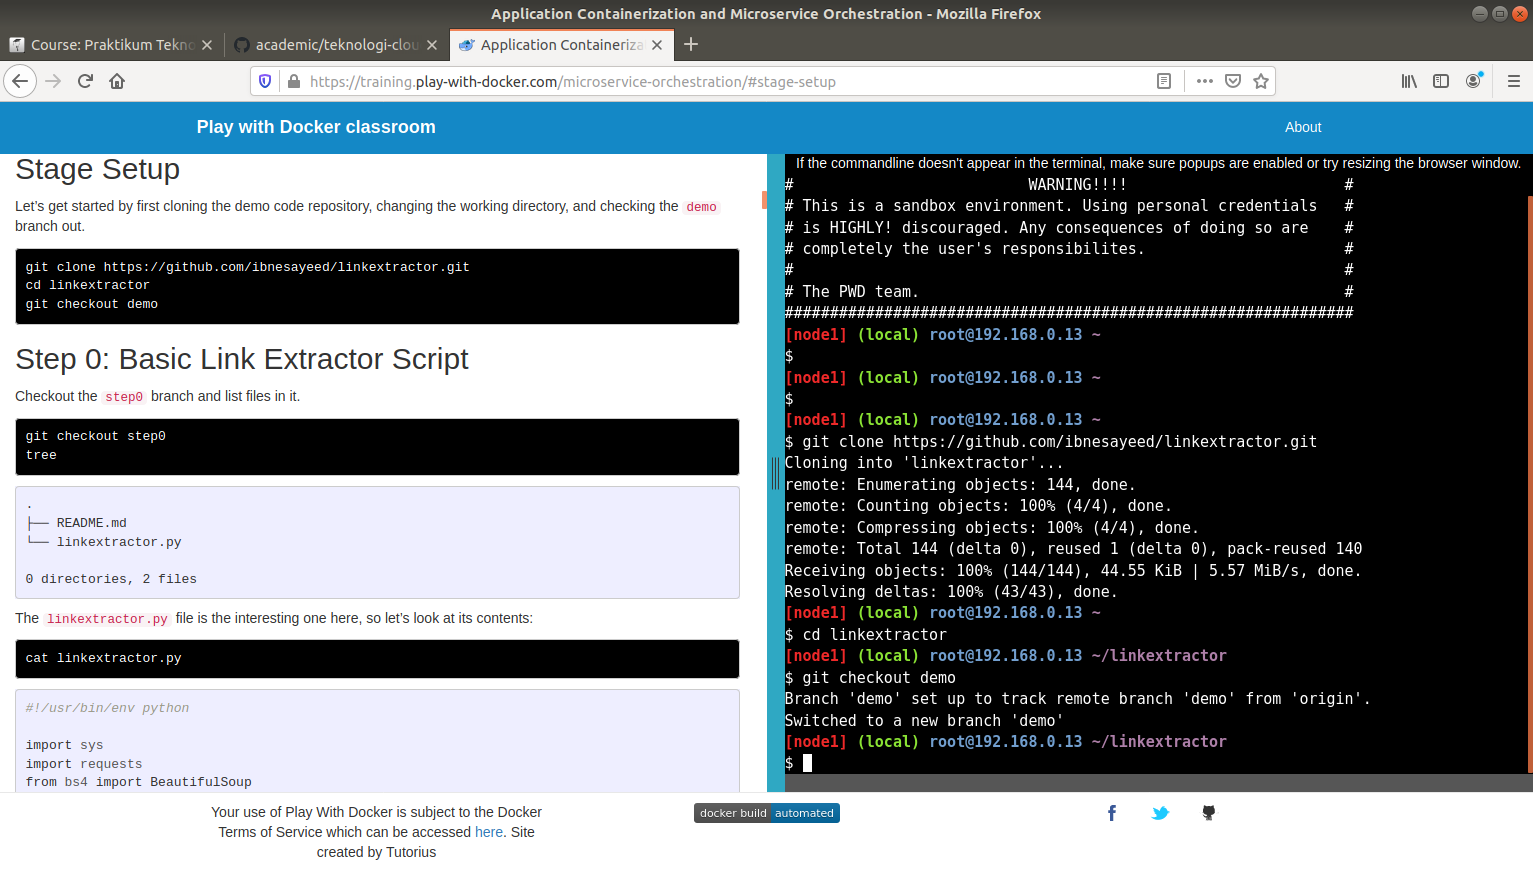 Application Containerization and Microservice Orchestration - Mozilla Firefox
Course: Praktikum Tekno
academic/teknologi-clou
Application Containeriza
https://training.play-with-docker.com/microservice-orchestration/#stage-setup
Play with Docker classroom
About
Stage Setup
Let’s get started by first cloning the demo code repository, changing the working directory, and checking the demo
branch out.
git clone https://github.com/ibnesayeed/linkextractor.git
cd linkextractor
git checkout demo
Step 0: Basic Link Extractor Script
Checkout the step0 branch and list files in it.
git checkout step0
tree
.
├── README.md
└── linkextractor.py
0 directories, 2 files
The linkextractor.py file is the interesting one here, so let’s look at its contents:
cat linkextractor.py
#!/usr/bin/env python
import sys
import requests
from bs4 import BeautifulSoup
If the commandline doesn't appear in the terminal, make sure popups are enabled or try resizing the browser window.
# WARNING!!!! #
# This is a sandbox environment. Using personal credentials #
# is HIGHLY! discouraged. Any consequences of doing so are #
# completely the user's responsibilites. #
# #
# The PWD team. #
###############################################################
[node1] (local) root@192.168.0.13 ~
$
[node1] (local) root@192.168.0.13 ~
$
[node1] (local) root@192.168.0.13 ~
$ git clone https://github.com/ibnesayeed/linkextractor.git
Cloning into 'linkextractor'...
remote: Enumerating objects: 144, done.
remote: Counting objects: 100% (4/4), done.
remote: Compressing objects: 100% (4/4), done.
remote: Total 144 (delta 0), reused 1 (delta 0), pack-reused 140
Receiving objects: 100% (144/144), 44.55 KiB | 5.57 MiB/s, done.
Resolving deltas: 100% (43/43), done.
[node1] (local) root@192.168.0.13 ~
$ cd linkextractor
[node1] (local) root@192.168.0.13 ~/linkextractor
$ git checkout demo
Branch 'demo' set up to track remote branch 'demo' from 'origin'.
Switched to a new branch 'demo'
[node1] (local) root@192.168.0.13 ~/linkextractor
$
Your use of Play With Docker is subject to the Docker
Terms of Service which can be accessed here. Site
created by Tutorius
docker build automated